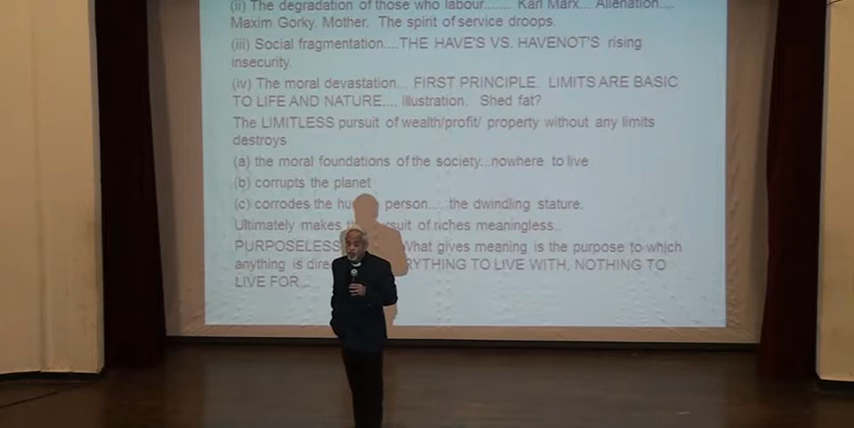 (ii) The degradation of those who labour........ Karl Marx... Alienation....
Maxim Gorky. Mother. The spirit of service droops.
(iii) Social fragmentation....THE HAVE'S VS. HAVENOT'S rising
insecurity.
(iv) The moral devastation... FIRST PRINCIPLE. LIMITS ARE BASIC
TO LIFE AND NATURE.... Illustration. Shed fat?
The LIMITLESS pursuit of wealth/profit/ property without any limits
destroys
(a) the moral foundations of the society...nowhere to live
(b) corrupts the planet
(c) corrodes the person.... the dwindling stature.
Ultimately makes of riches meaningless..
PURPOSELESS What gives meaning is the purpose to which
anything is TO LIVE WITH, NOTHING TO
LIVE FOR...